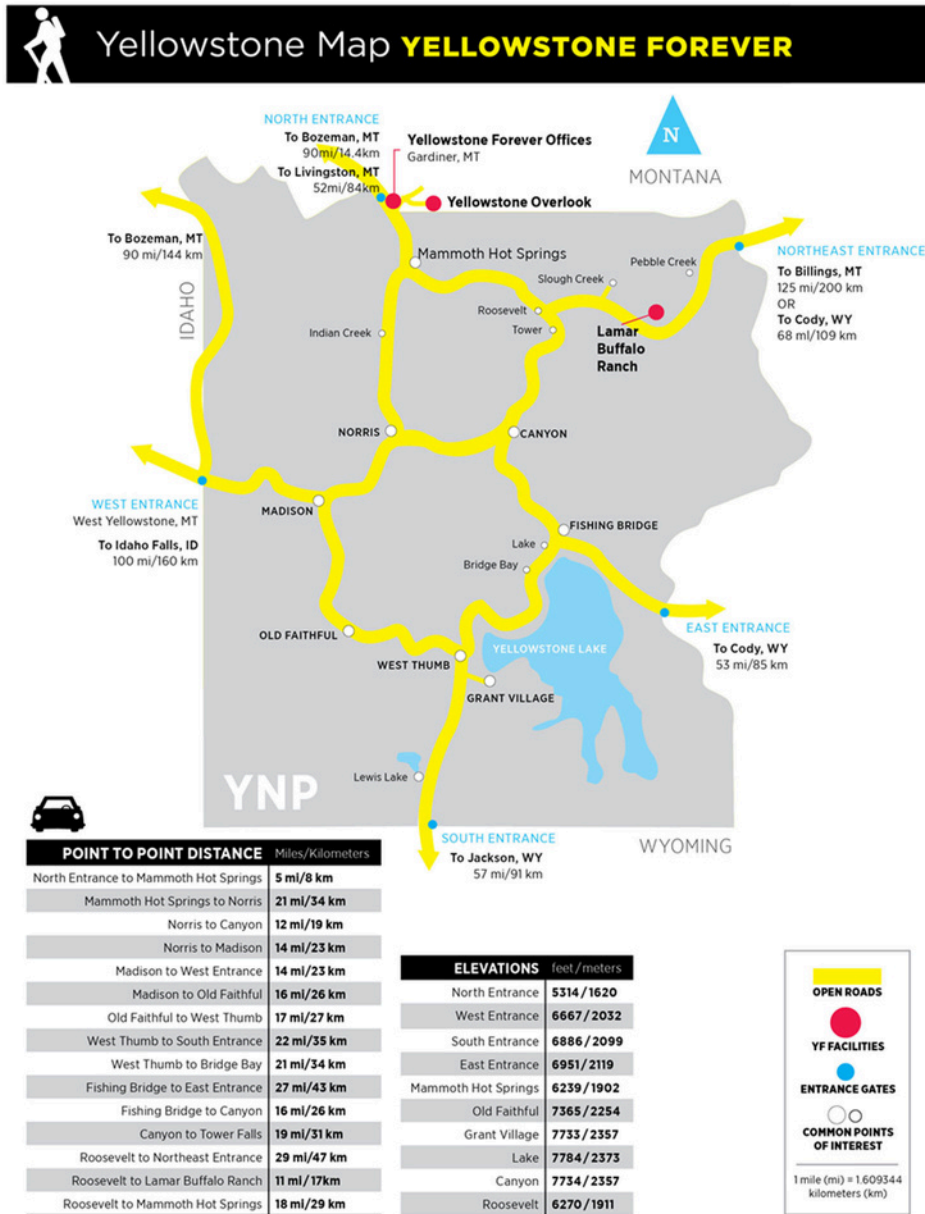 Yellowstone Map YELLOWSTONE FOREVER
NORTH ENTRANCE
To Bozeman, MT
90mi/14.4km
To Livingston, MT
52mi/84km
Yellowstone Forever Offices
Gardiner, MT
Yellowstone Overlook
N
MONTANA
To Bozeman, MT
90 mi/144 km
IDAHO
Mammoth Hot Springs
Pebble Creek
Slough Creek
NORTHEAST ENTRANCE
To Billings, MT
125 mi/200 km
OR
To Cody, WY
68 ml/109 km
Roosevelt
Tower
Lamar
Buffalo
Ranch
Indian Creek
NORRIS
CANYON
WEST ENTRANCE
West Yellowstone, MT
To Idaho Falls, ID
100 mi/160 km
MADISON
FISHING BRIDGE
Lake
Bridge Bay
OLD FAITHFUL
WEST THUMB
YELLOWSTONE LAKE
GRANT VILLAGE
EAST ENTRANCE
To Cody, WY
53 mi/85 km
Lewis Lake
YNP
SOUTH ENTRANCE
To Jackson, WY
57 mi/91 km
WYOMING
POINT TO POINT DISTANCE Miles/Kilometers
North Entrance to Mammoth Hot Springs 5 mi/8 km
Mammoth Hot Springs to Norris 21 mi/34 km
Norris to Canyon 12 mi/19 km
Norris to Madison 14 mi/23 km
Madison to West Entrance 14 mi/23 km
Madison to Old Faithful 16 mi/26 km
Old Faithful to West Thumb 17 mi/27 km
West Thumb to South Entrance 22 mi/35 km
West Thumb to Bridge Bay 21 mi/34 km
Fishing Bridge to East Entrance 27 mi/43 km
Fishing Bridge to Canyon 16 mi/26 km
Canyon to Tower Falls 19 mi/31 km
Roosevelt to Northeast Entrance 29 mi/47 km
Roosevelt to Lamar Buffalo Ranch 11 mi/17km
Roosevelt to Mammoth Hot Springs 18 mi/29 km
ELEVATIONS feet/meters
North Entrance 5314/1620
West Entrance 6667/2032
South Entrance 6886/2099
East Entrance 6951/2119
Mammoth Hot Springs 6239/1902
Old Faithful 7365/2254
Grant Village 7733/2357
Lake 7784/2373
Canyon 7734/2357
Roosevelt 6270/1911
OPEN ROADS
YF FACILITIES
ENTRANCE GATES
COMMON POINTS
OF INTEREST
1 mile (mi) = 1.609344
kilometers (km)